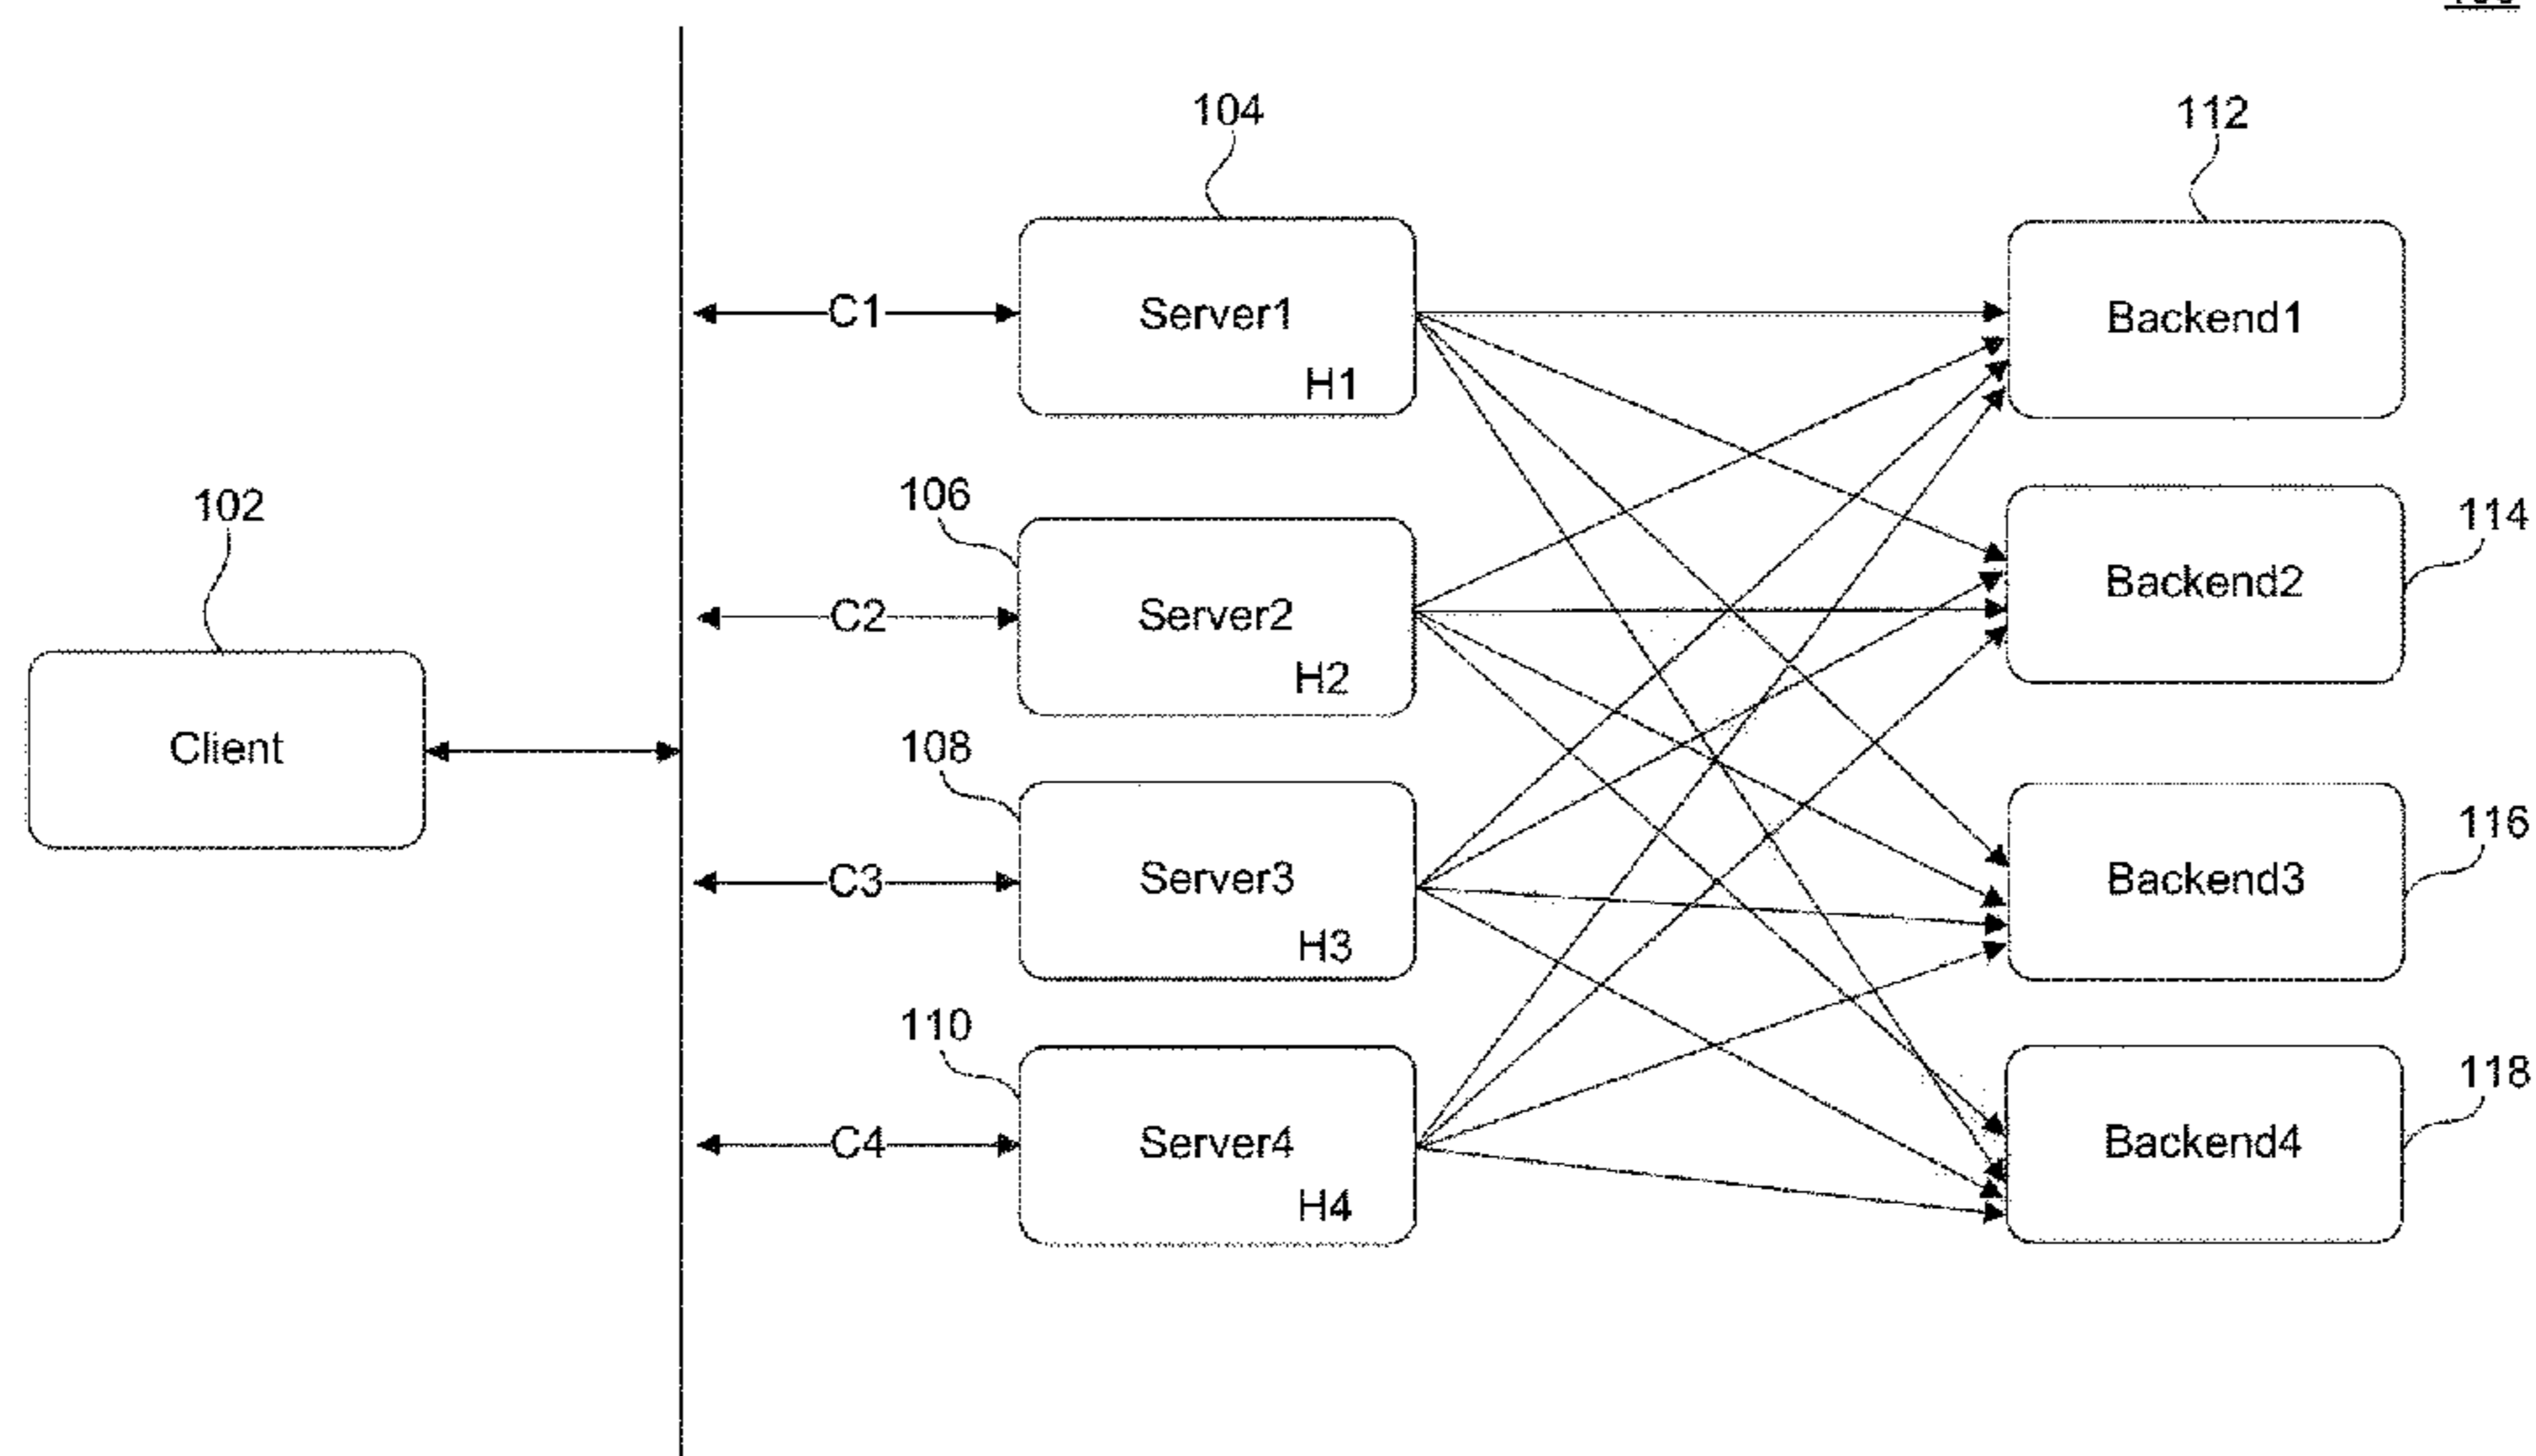 104
112
C1
Server1
H1
Backend1
102
106
114
C2
Server2
H2
Backend2
Client
108
116
C3
Server3
H3
Backend3
110
118
C4
Server4
H4
Backend4